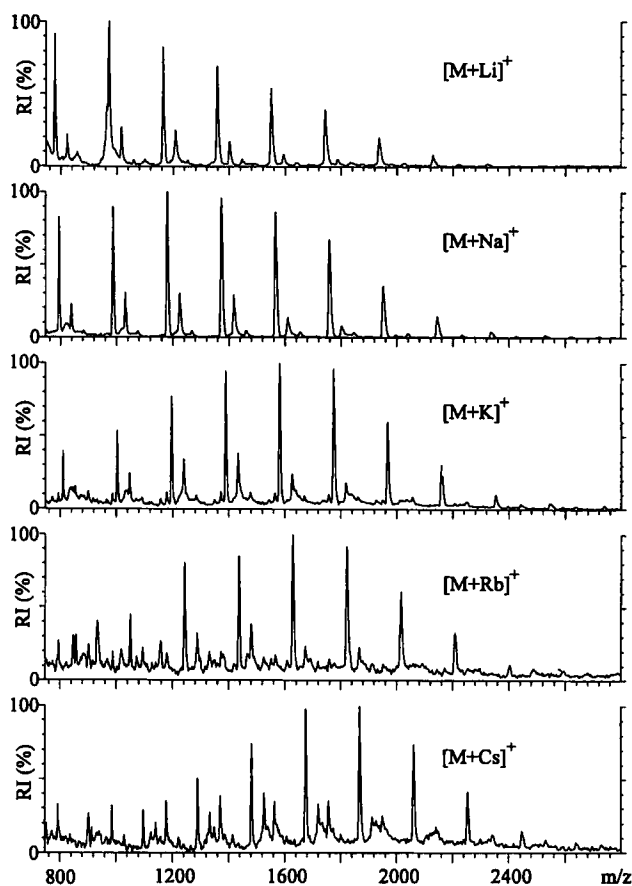 100
RI (%)
0
[M+Li]+
100
RI (%)
0
[M+Na]+
100
RI (%)
0
[M+K]+
100
RI (%)
0
[M+Rb]+
100
RI (%)
0
[M+Cs]+
800 1200 1600 2000 2400 m/z